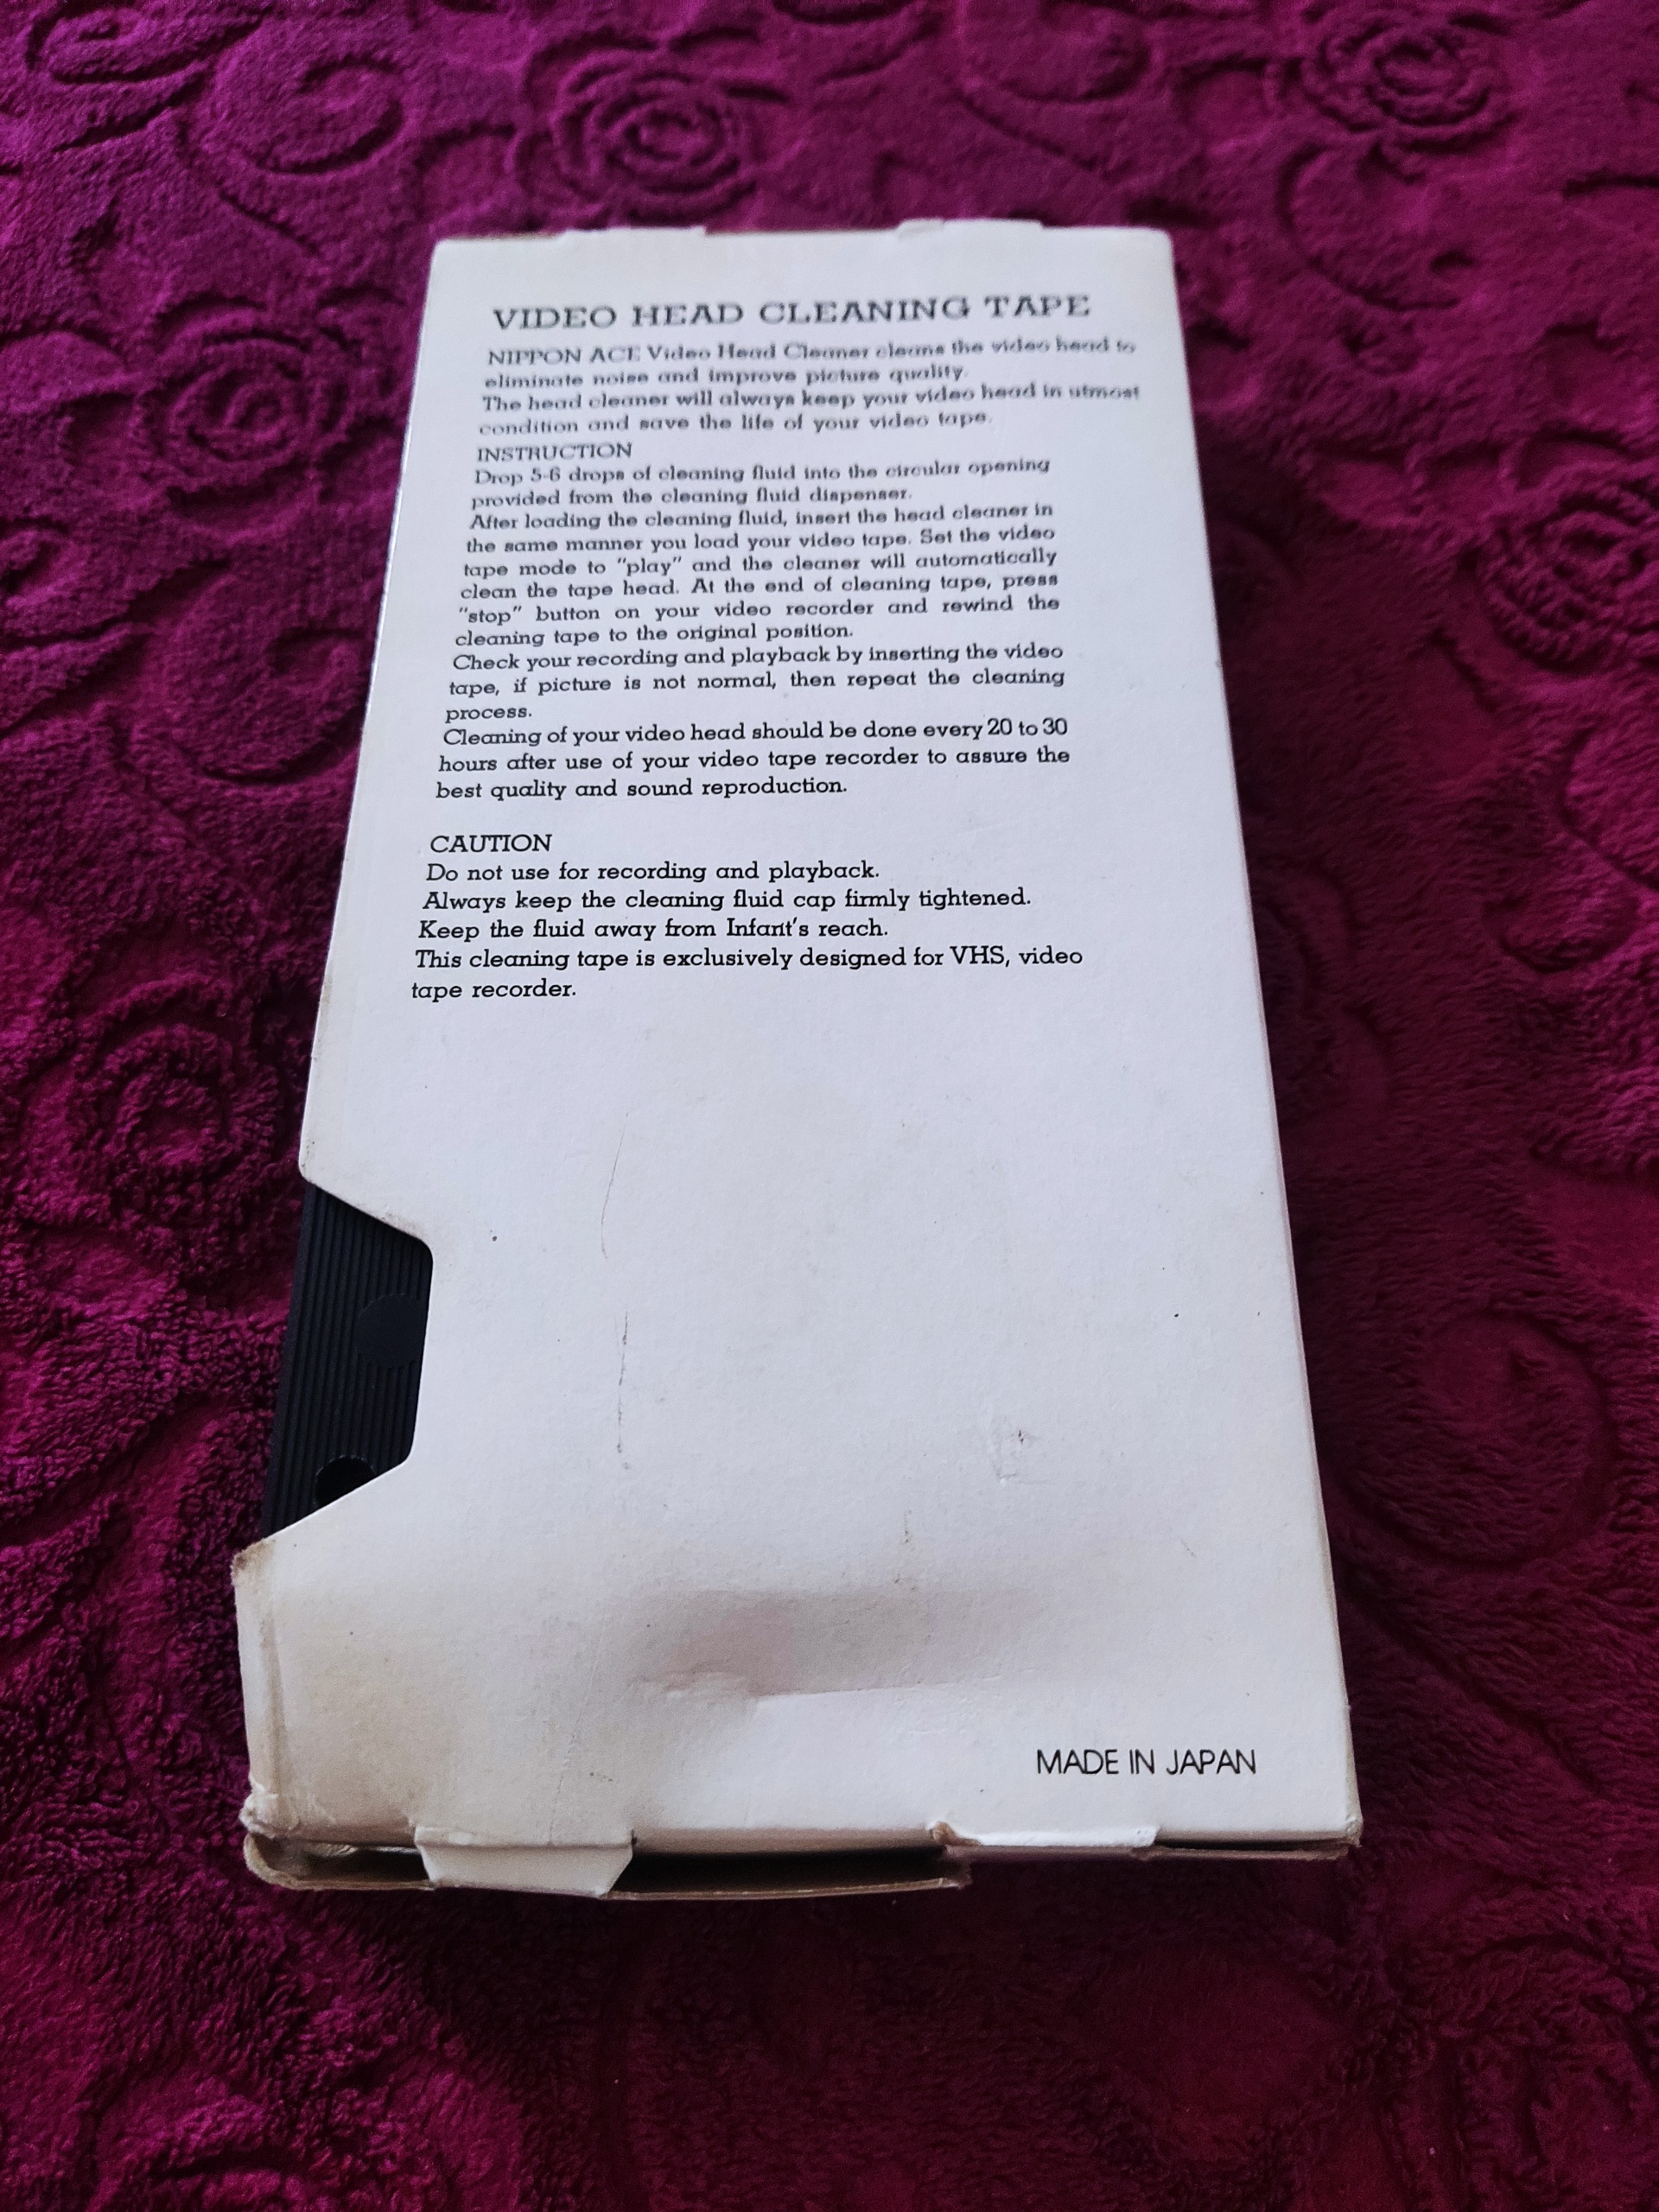 VIDEO HEAD CLEANING TAPE
NIPPON ACE Video Head Cleaner cleans the video head to
eliminate noise and improve picture quality.
The head cleaner will always keep your video head in utmost
condition and save the life of your video tape.
INSTRUCTION
Drop 5-6 drops of cleaning fluid into the circular opening
provided from the cleaning fluid dispenser.
After loading the cleaning fluid, insert the head cleaner in
the same manner you load your video tape. Set the video
tape mode to "play" and the cleaner will automatically
clean the tape head. At the end of cleaning tape, press
"stop" button on your video recorder and rewind the
cleaning tape to the original position.
Check your recording and playback by inserting the video
tape, if picture is not normal, then repeat the cleaning
process.
Cleaning of your video head should be done every 20 to 30
hours after use of your video tape recorder to assure the
best quality and sound reproduction.
CAUTION
Do not use for recording and playback.
Always keep the cleaning fluid cap firmly tightened.
Keep the fluid away from Infant's reach.
This cleaning tape is exclusively designed for VHS, video
tape recorder.
MADE IN JAPAN